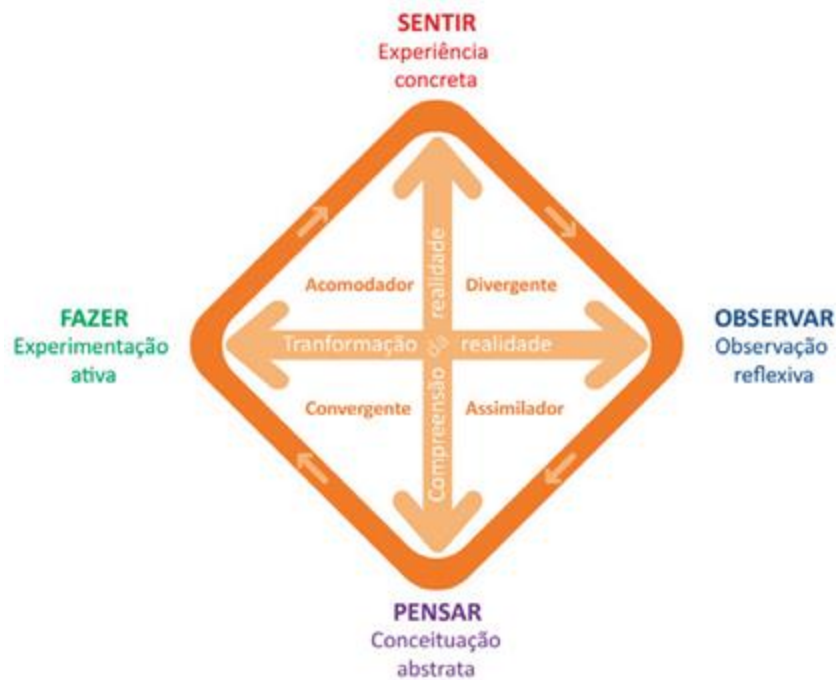 SENTIR
Experiência
concreta
Acomodador
Divergente
FAZER
Experimentação
ativa
Tranformação da realidade
Compreensão realidade
OBSERVAR
Observação
reflexiva
Convergente
Assimilador
PENSAR
Conceituação
abstrata